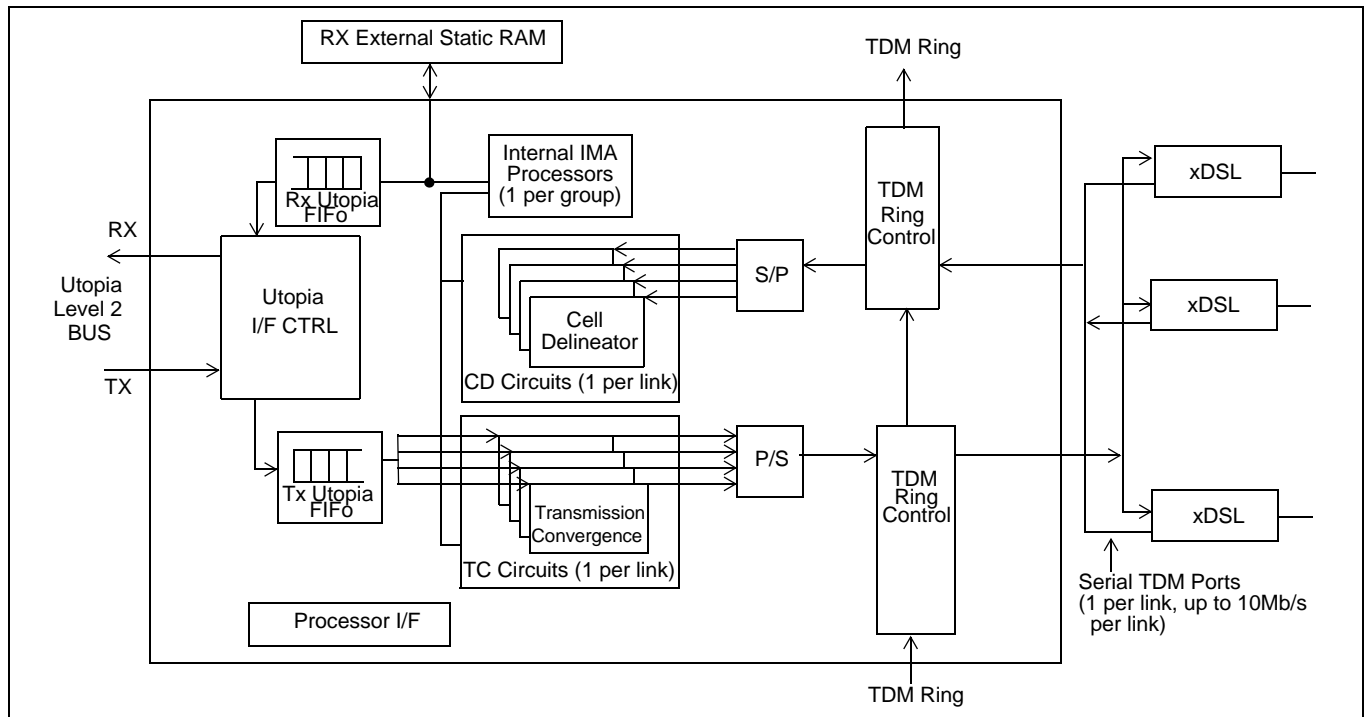 RX External Static RAM
TDM Ring
Internal IMA
Processors
(1 per group)
Rx Utopia
FIFo
TDM
Ring
Control
xDSL
RX
Utopia
Level 2
BUS
TX
Utopia
I/F CTRL
S/P
Cell
Delineator
CD Circuits (1 per link)
xDSL
Tx Utopia
FIFo
Transmission
Convergence
TC Circuits (1 per link)
P/S
TDM
Ring
Control
xDSL
Serial TDM Ports
(1 per link, up to 10Mb/s
per link)
Processor I/F
TDM Ring